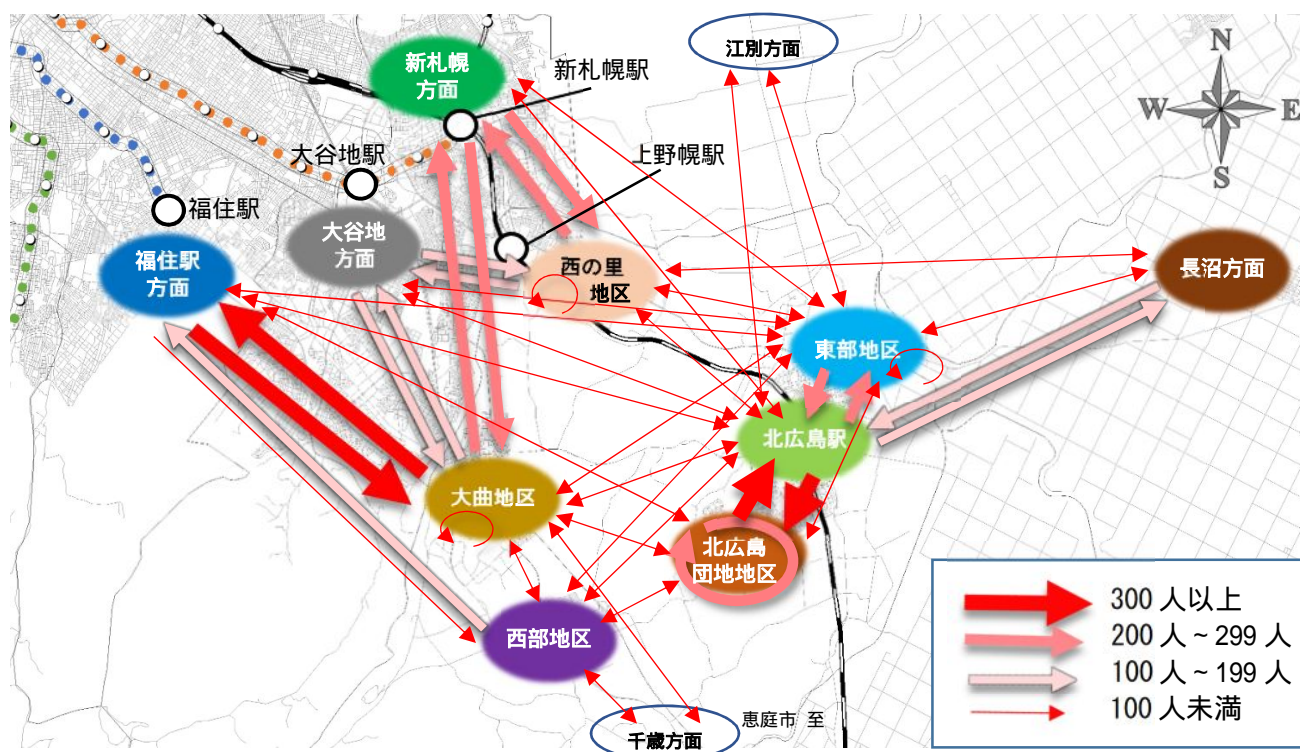 江別方面
新札幌
方面
新札幌駅
N
W
E
S
大谷地駅
上野幌駅
福住駅
大谷地
方面
福住駅
方面
西の里
地区
長沼方面
東部地区
北広島駅
大曲地区
北広島
団地地区
西部地区
恵庭市 至
千歳方面
300 人以上
200 人~299 人
100 人~199 人
100 人未満